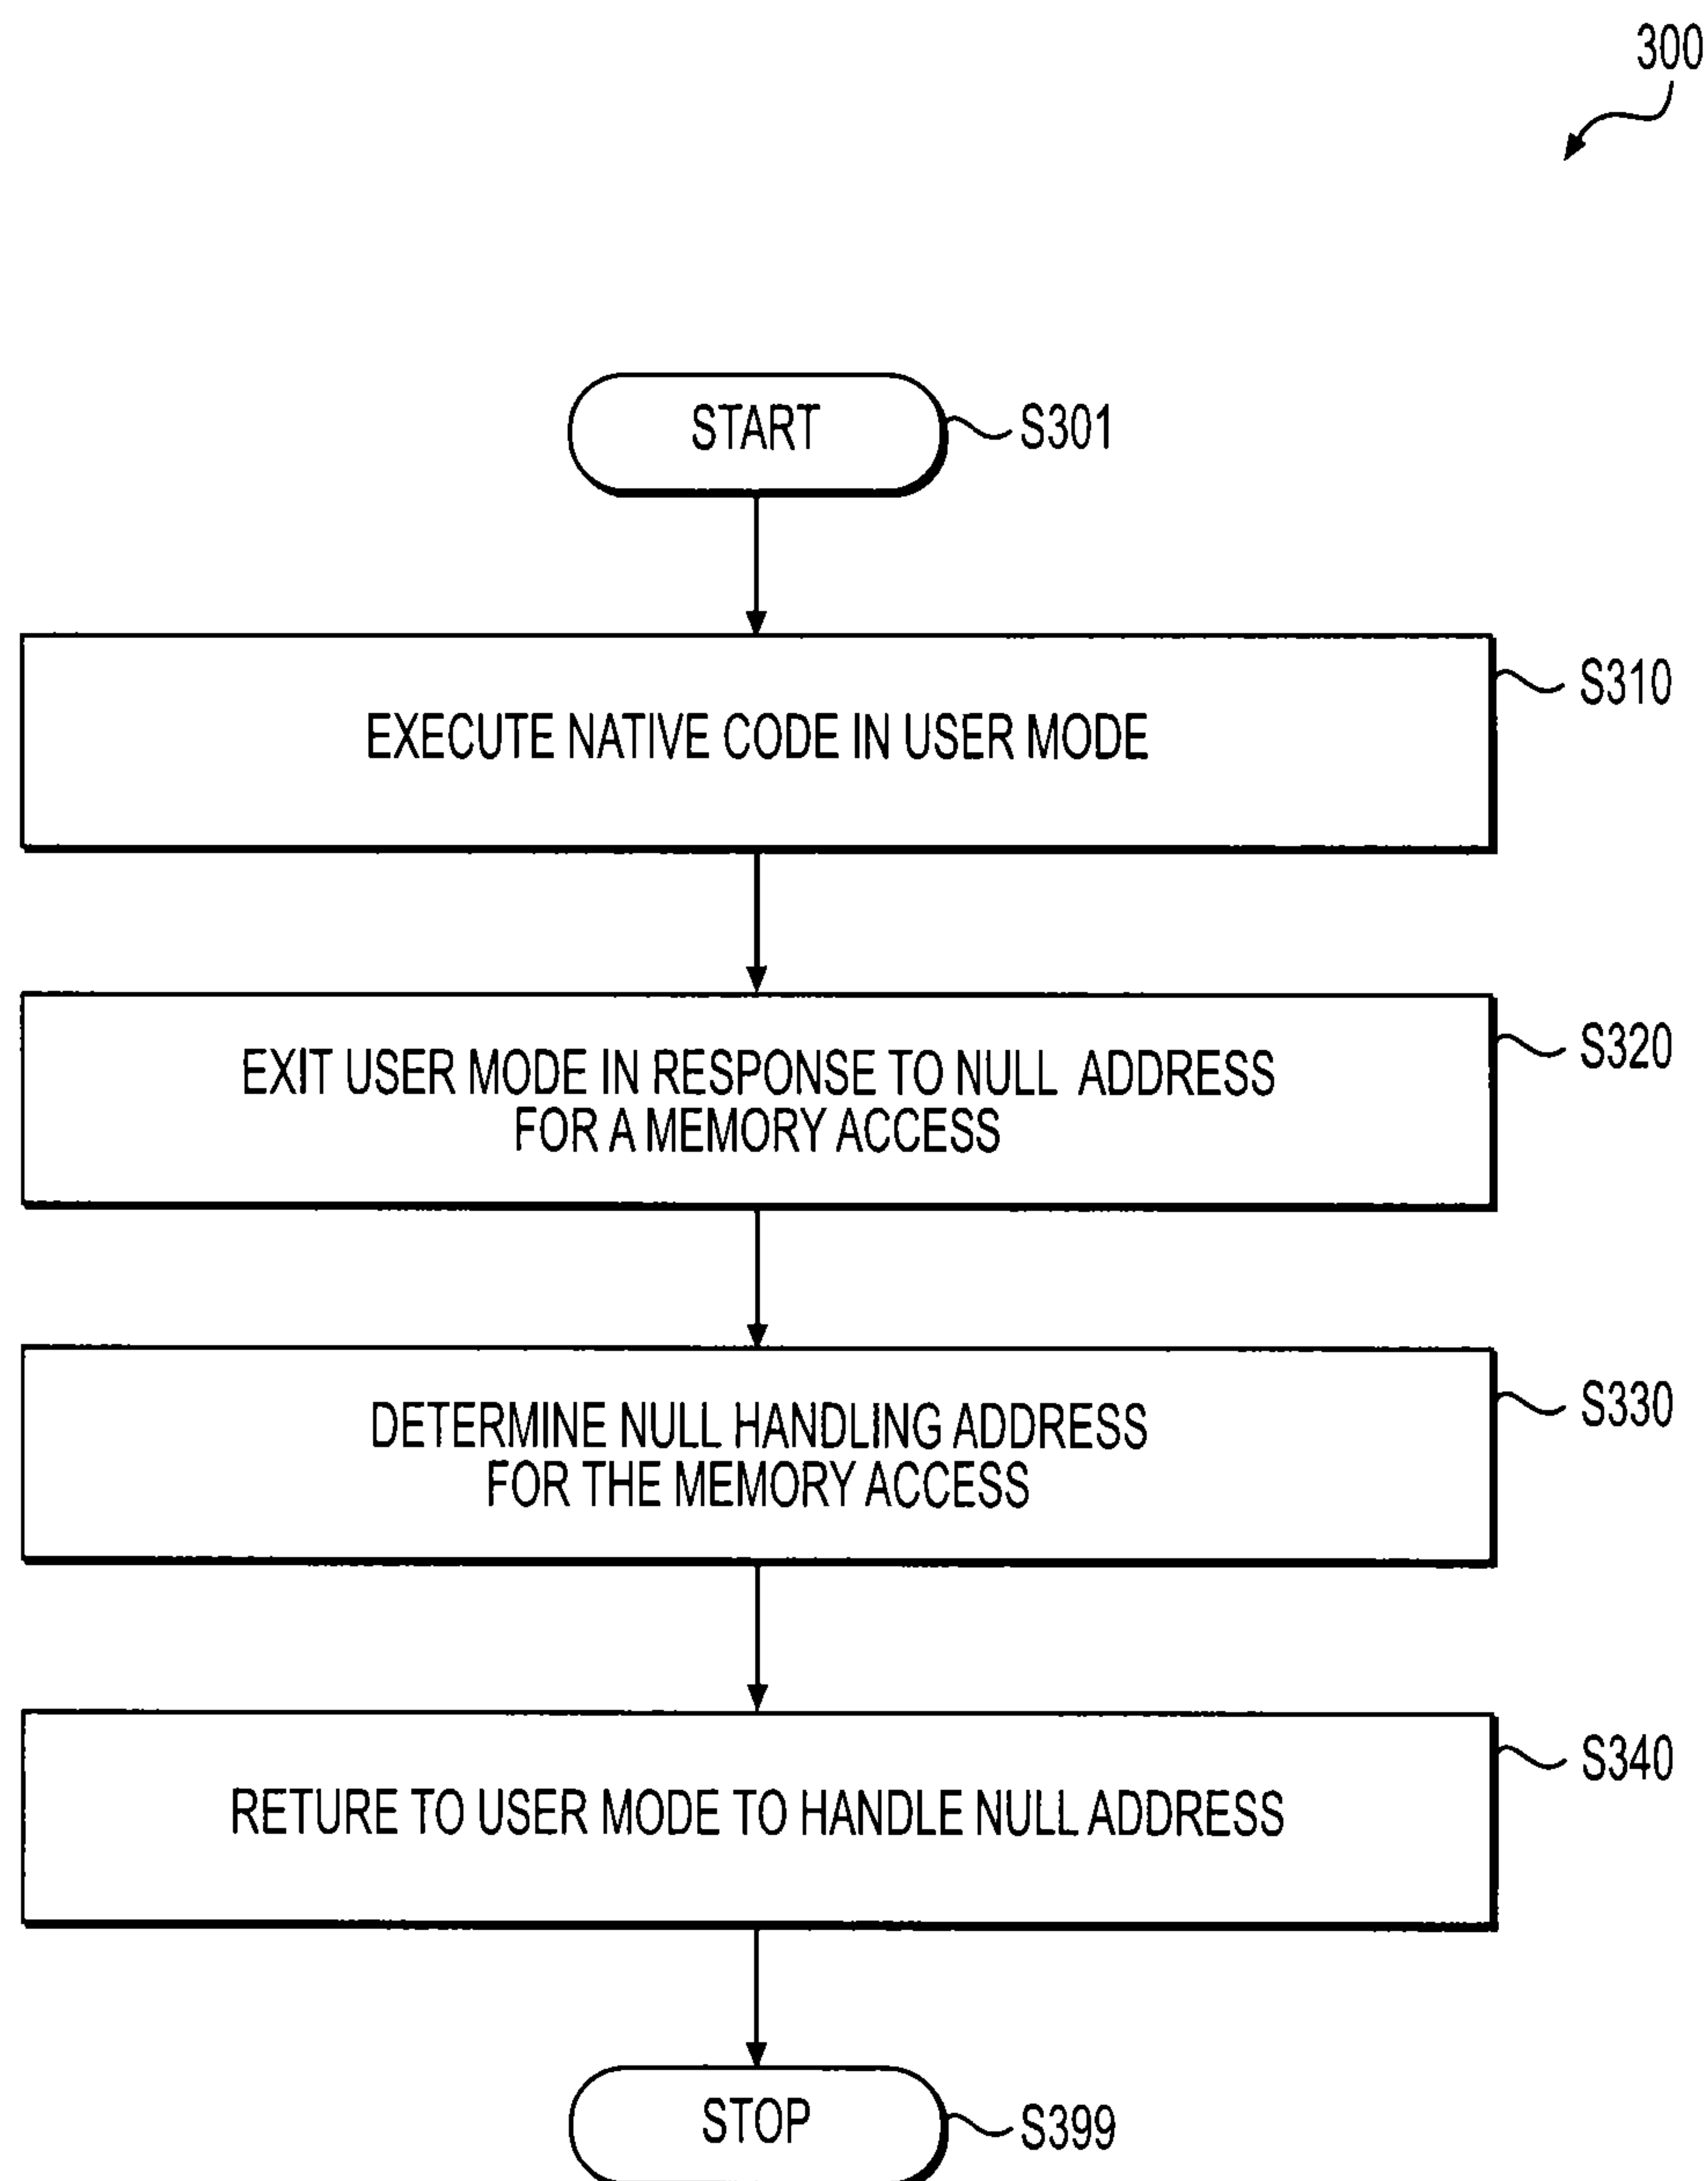 300
START
S301
EXECUTE NATIVE CODE IN USER MODE
S310
EXIT USER MODE IN RESPONSE TO NULL ADDRESS
FOR A MEMORY ACCESS
S320
DETERMINE NULL HANDLING ADDRESS
FOR THE MEMORY ACCESS
S330
RETURE TO USER MODE TO HANDLE NULL ADDRESS
S340
STOP
S399